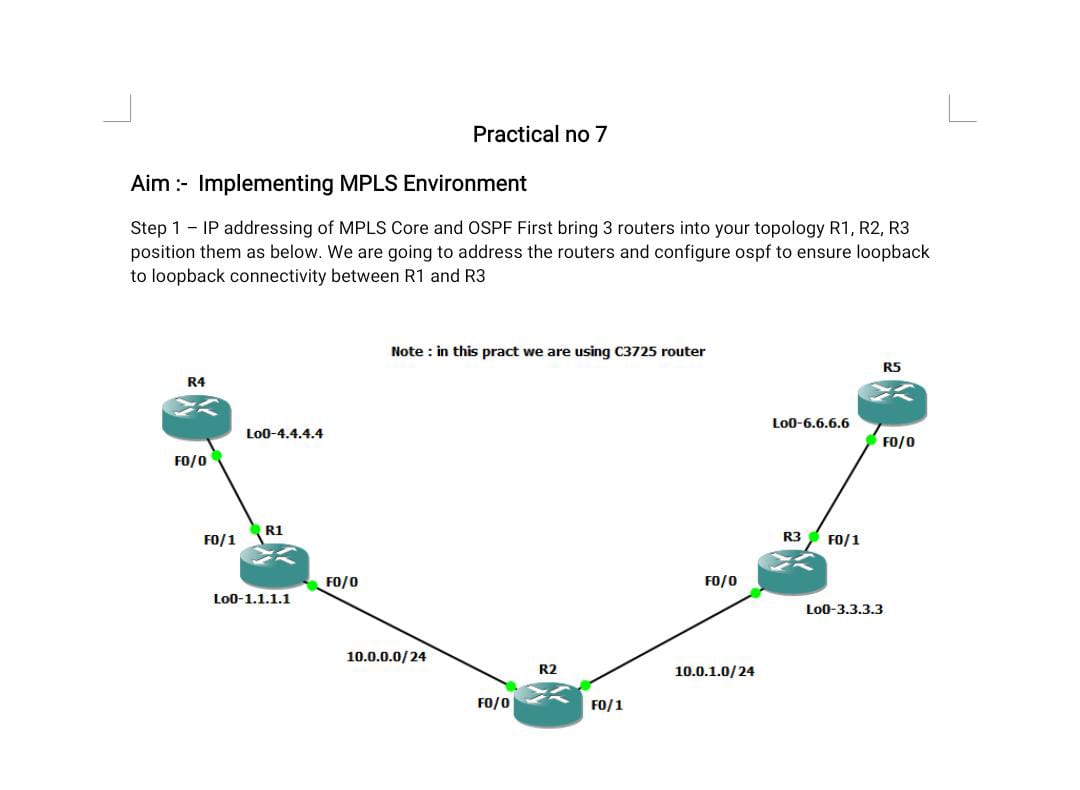 Practical no 7
Aim :- Implementing MPLS Environment
Step 1 – IP addressing of MPLS Core and OSPF First bring 3 routers into your topology R1, R2, R3
position them as below. We are going to address the routers and configure ospf to ensure loopback
to loopback connectivity between R1 and R3
Note : in this pract we are using C3725 router
R5
R4
Lo0-6.6.6.6
Lo0-4.4.4.4
F0/0
F0/0
R1
R3
F0/1
F0/1
F0/0
F0/0
Lo0-1.1.1.1
Lo0-3.3.3.3
10.0.0.0/24
R2
10.0.1.0/24
F0/0
F0/1